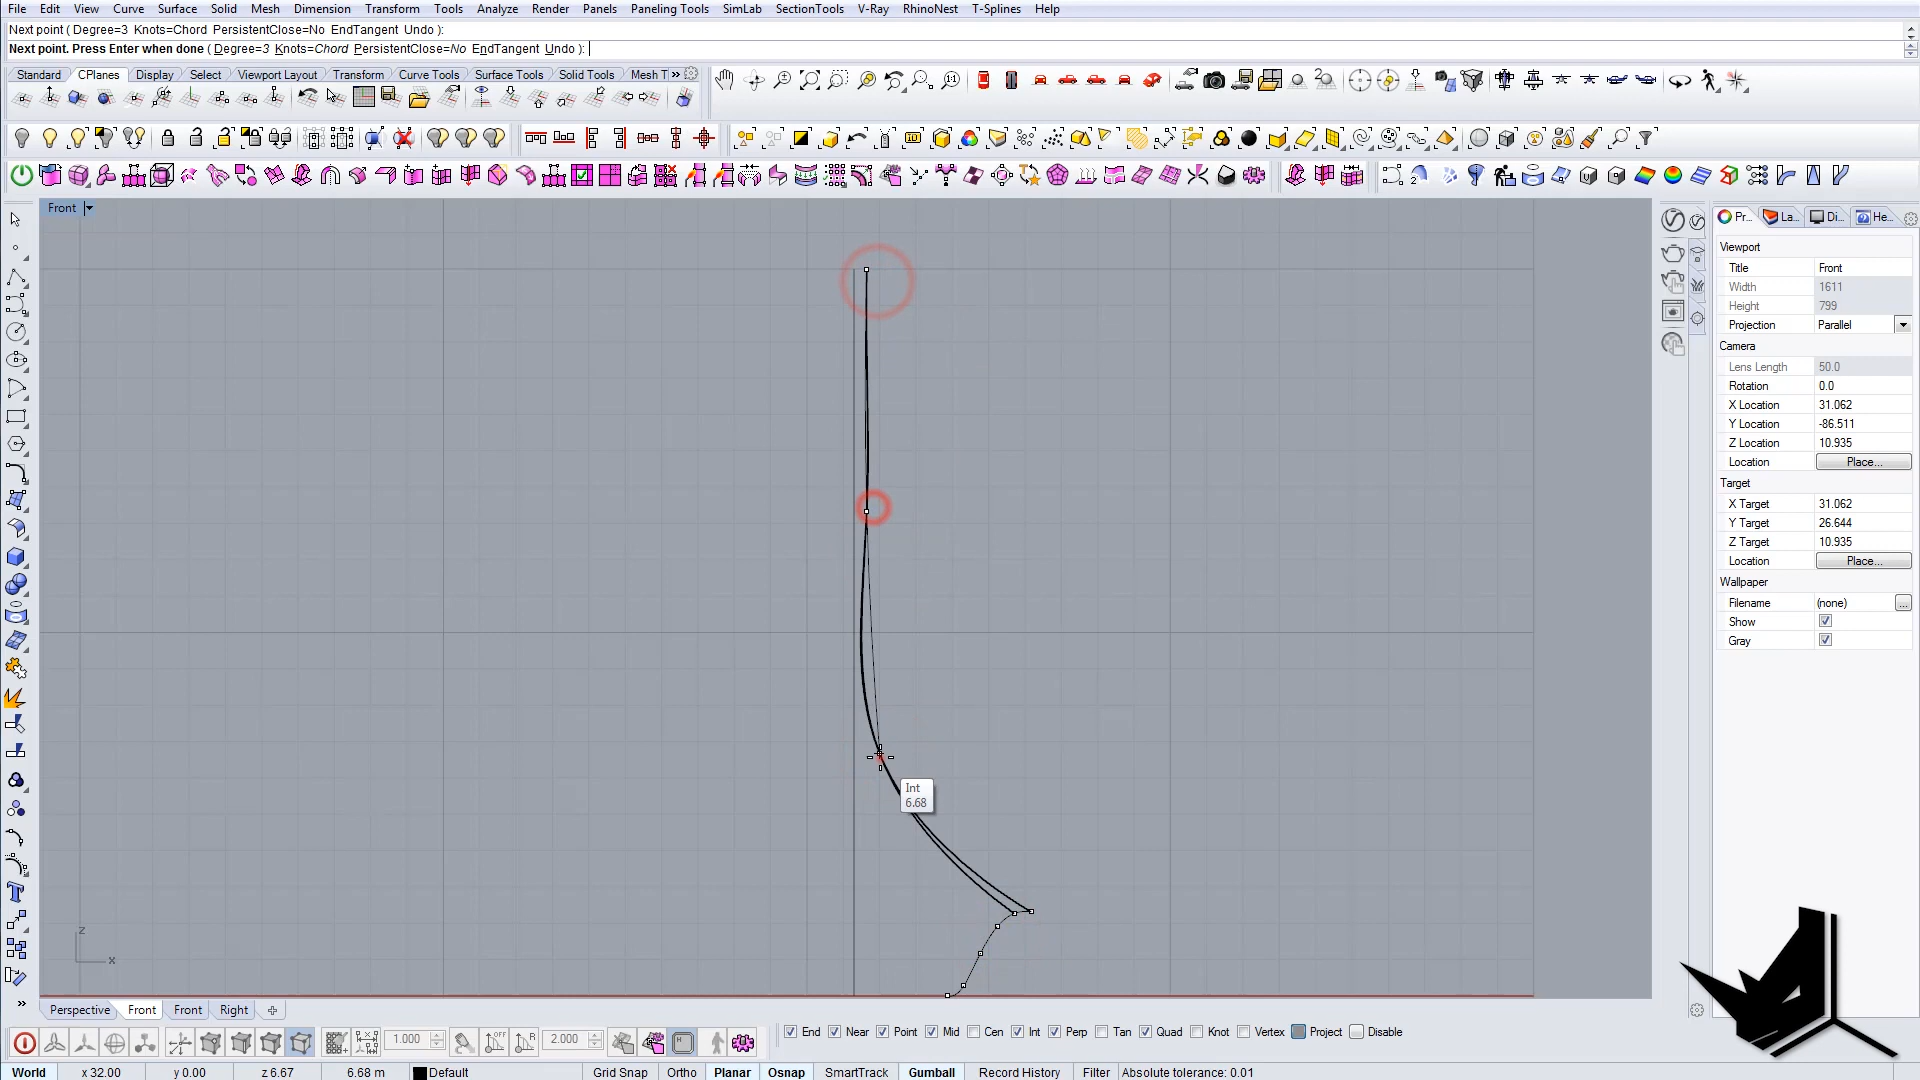 File Edit View Curve Surface Solid Mesh Dimension Transform Tools Analyze Render Panels Paneling Tools SimLab SectionTools V-Ray RhinoNest T-Splines Help
Next point ( Degree=3 Knots=Chord PersistentClose=No EndTangent Undo ):
Next point. Press Enter when done ( Degree=3 Knots=Chord PersistentClose=No EndTangent Undo ):
Standard CPlanes Display Select Viewport Layout Transform Curve Tools Surface Tools Solid Tools Mesh T »
Front
Pr... La... Di... He...
Viewport
Title Front
Width 1611
Height 799
Projection Parallel
Camera
Lens Length 50.0
Rotation 0.0
X Location 31.062
Y Location -86.511
Z Location 10.935
Location Place...
Target
X Target 31.062
Y Target 26.644
Z Target 10.935
Location Place...
Wallpaper
Filename (none) ...
Show
Gray
Int
6.68
z
x
Perspective Front Front Right
1.000 2.000
End Near Point Mid Cen Int Perp Tan Quad Knot Vertex Project Disable
World x 32.00 y 0.00 z 6.67 6.68 m Default Grid Snap Ortho Planar Osnap SmartTrack Gumball Record History Filter Absolute tolerance: 0.01